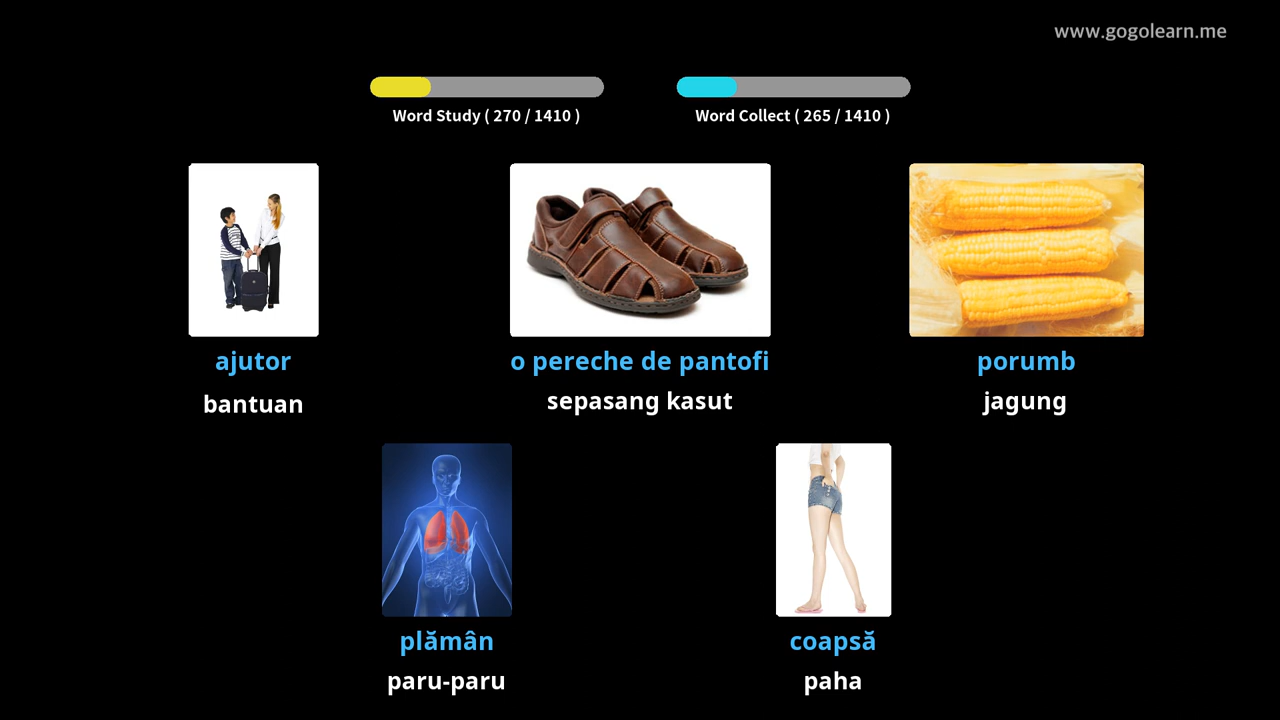 www.gogolearn.me
Word Study ( 270 / 1410 )
Word Collect ( 265 / 1410 )
ajutor
bantuan
o pereche de pantofi
sepasang kasut
porumb
jagung
plămân
paru-paru
coapsă
paha